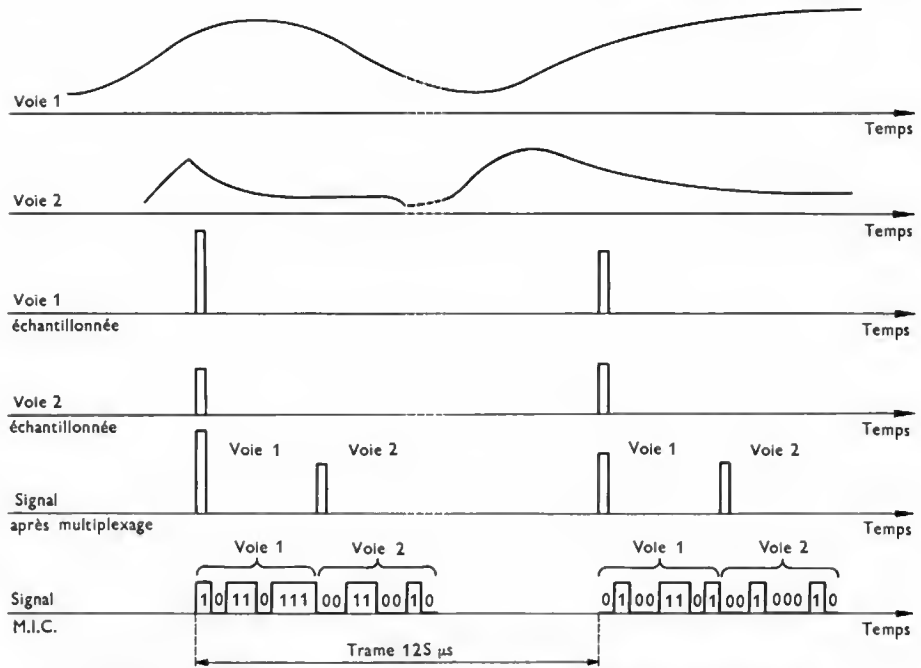 Voie 1
Temps
Voie 2
Temps
Voie 1
échantillonnée
Temps
Voie 2
échantillonnée
Temps
Voie 1
Voie 2
Voie 1
Voie 2
Signal
après multiplexage
Temps
Voie 1
Voie 2
Voie 1
Voie 2
Signal
M.I.C.
1 0 11 0 111 00 11 00 1 0
0 1 00 11 0 1 00 1 000 1 0
Temps
Trame 125 µs